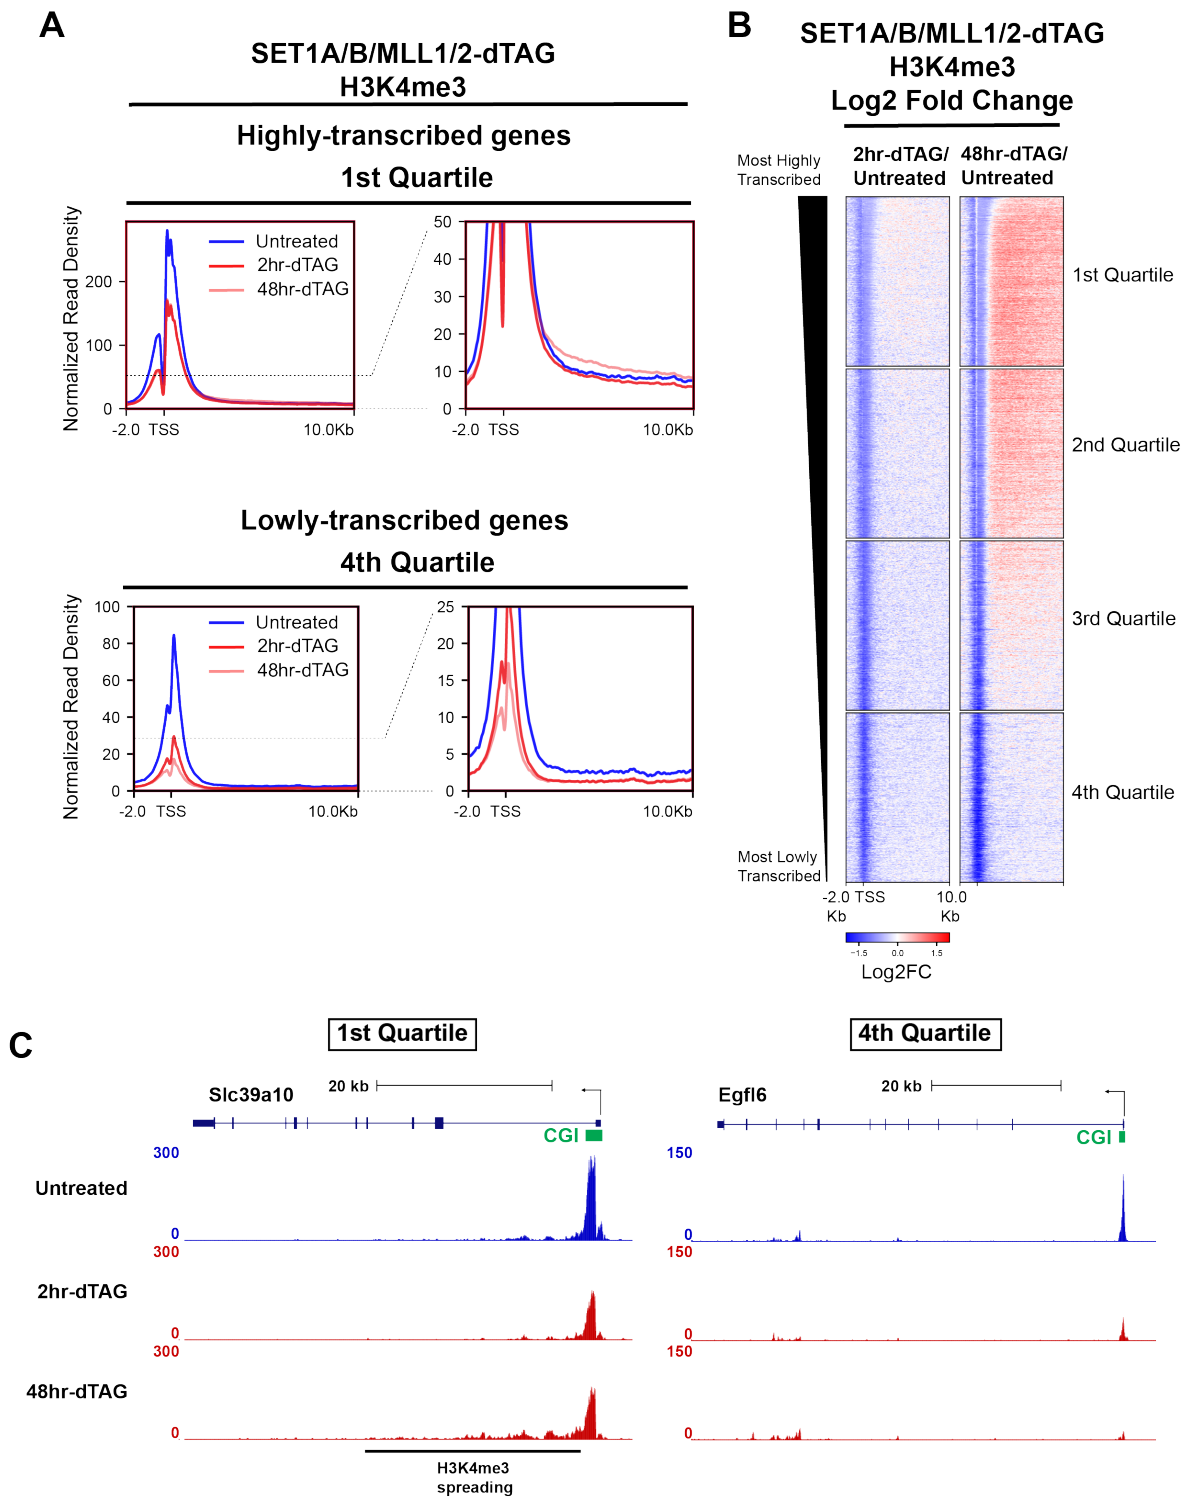 A
SET1A/B/MLL1/2-dTAG
H3K4me3
Highly-transcribed genes
1st Quartile
Normalized Read Density
200
100
0
Untreated
2hr-dTAG
48hr-dTAG
-2.0 TSS 10.0Kb
50
40
30
20
10
0
-2.0 TSS 10.0Kb
Lowly-transcribed genes
4th Quartile
Normalized Read Density
100
80
60
40
20
0
Untreated
2hr-dTAG
48hr-dTAG
-2.0 TSS 10.0Kb
25
20
15
10
5
0
-2.0 TSS 10.0Kb
B
SET1A/B/MLL1/2-dTAG
H3K4me3
Log2 Fold Change
Most Highly
Transcribed
2hr-dTAG/
Untreated
48hr-dTAG/
Untreated
1st Quartile
2nd Quartile
3rd Quartile
4th Quartile
Most Lowly
Transcribed
-2.0 TSS 10.0
Kb Kb
−1.5 0.0 1.5
Log2FC
C
1st Quartile
20 kb
Slc39a10
CGI
Untreated
300
0
2hr-dTAG
300
0
48hr-dTAG
300
0
H3K4me3
spreading
4th Quartile
20 kb
Egfl6
CGI
150
0
150
0
150
0